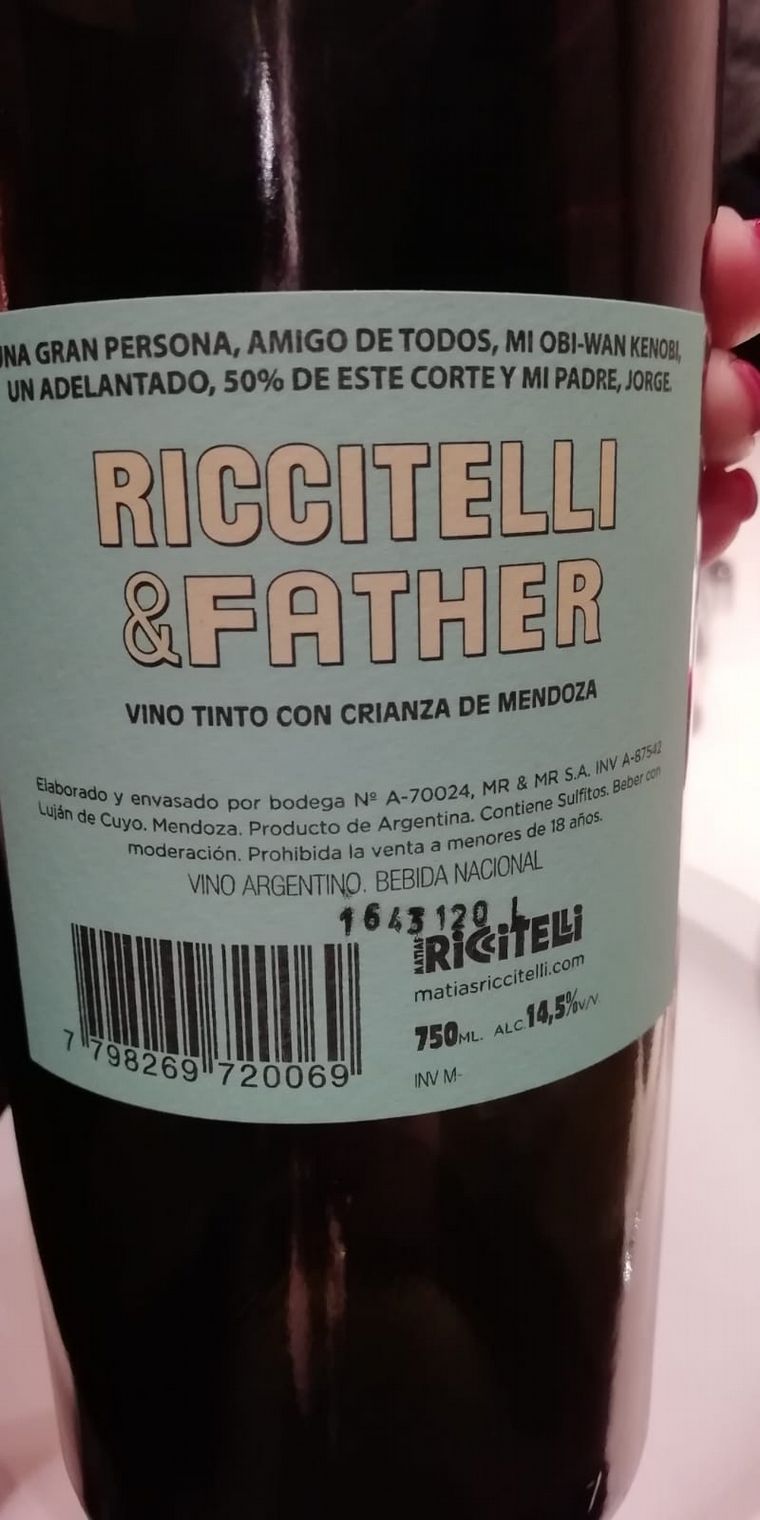 UNA GRAN PERSONA, AMIGO DE TODOS, MI OBI-WAN KENOBI,
UN ADELANTADO, 50% DE ESTE CORTE Y MI PADRE, JORGE.
RICCITELLI
&FATHER
VINO TINTO CON CRIANZA DE MENDOZA
Elaborado y envasado por bodega Nº A-70024, MR & MR S.A. INV A-87542
Luján de Cuyo. Mendoza. Producto de Argentina. Contiene Sulfitos. Beber con
moderación. Prohibida la venta a menores de 18 años.
VINO ARGENTINO. BEBIDA NACIONAL
1643120 L
MATIAS RICCITELLI
matiasriccitelli.com
750ML. ALC 14,5%V/V
INV M-
7 798269 720069